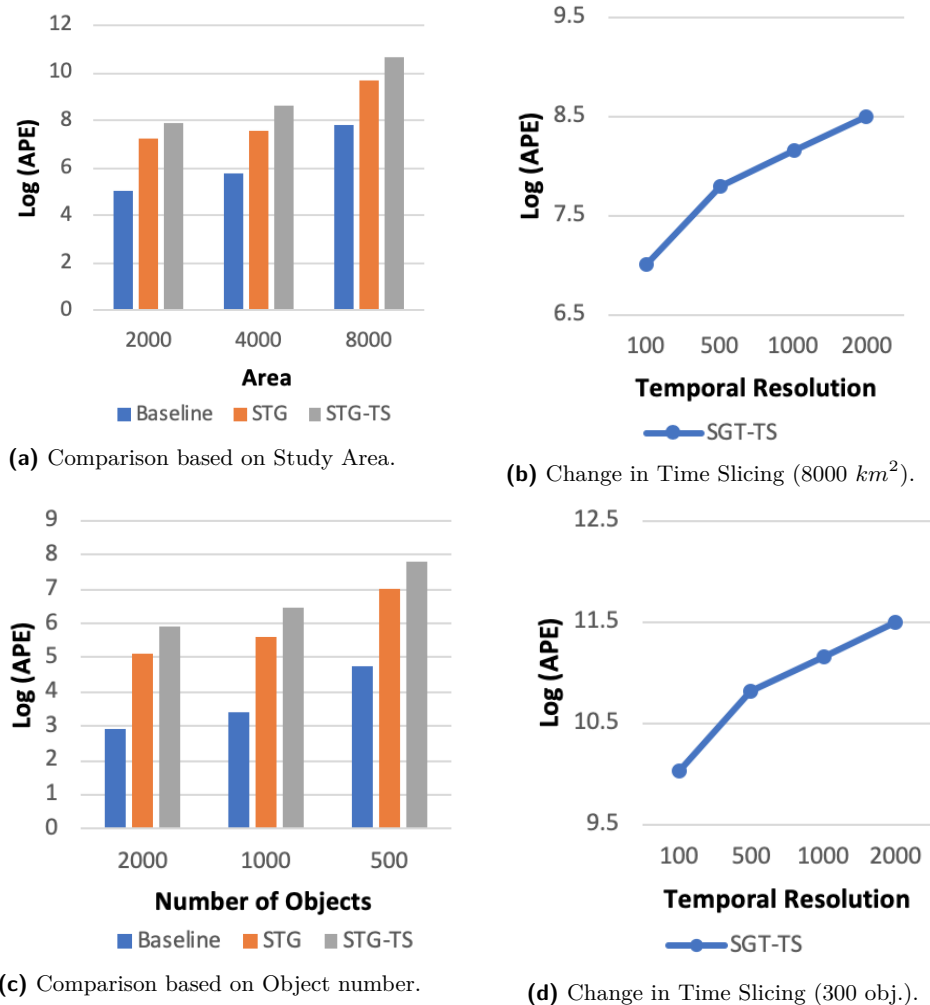 12
10
8
6
4
2
0
Log (APE)
2000 4000 8000
Area
Baseline STG STG-TS
(a) Comparison based on Study Area.
9.5
8.5
7.5
6.5
Log (APE)
100 500 1000 2000
Temporal Resolution
SGT-TS
(b) Change in Time Slicing (8000 km²).
9
8
7
6
5
4
3
2
1
0
Log (APE)
2000 1000 500
Number of Objects
Baseline STG STG-TS
(c) Comparison based on Object number.
12.5
11.5
10.5
9.5
Log (APE)
100 500 1000 2000
Temporal Resolution
SGT-TS
(d) Change in Time Slicing (300 obj.).